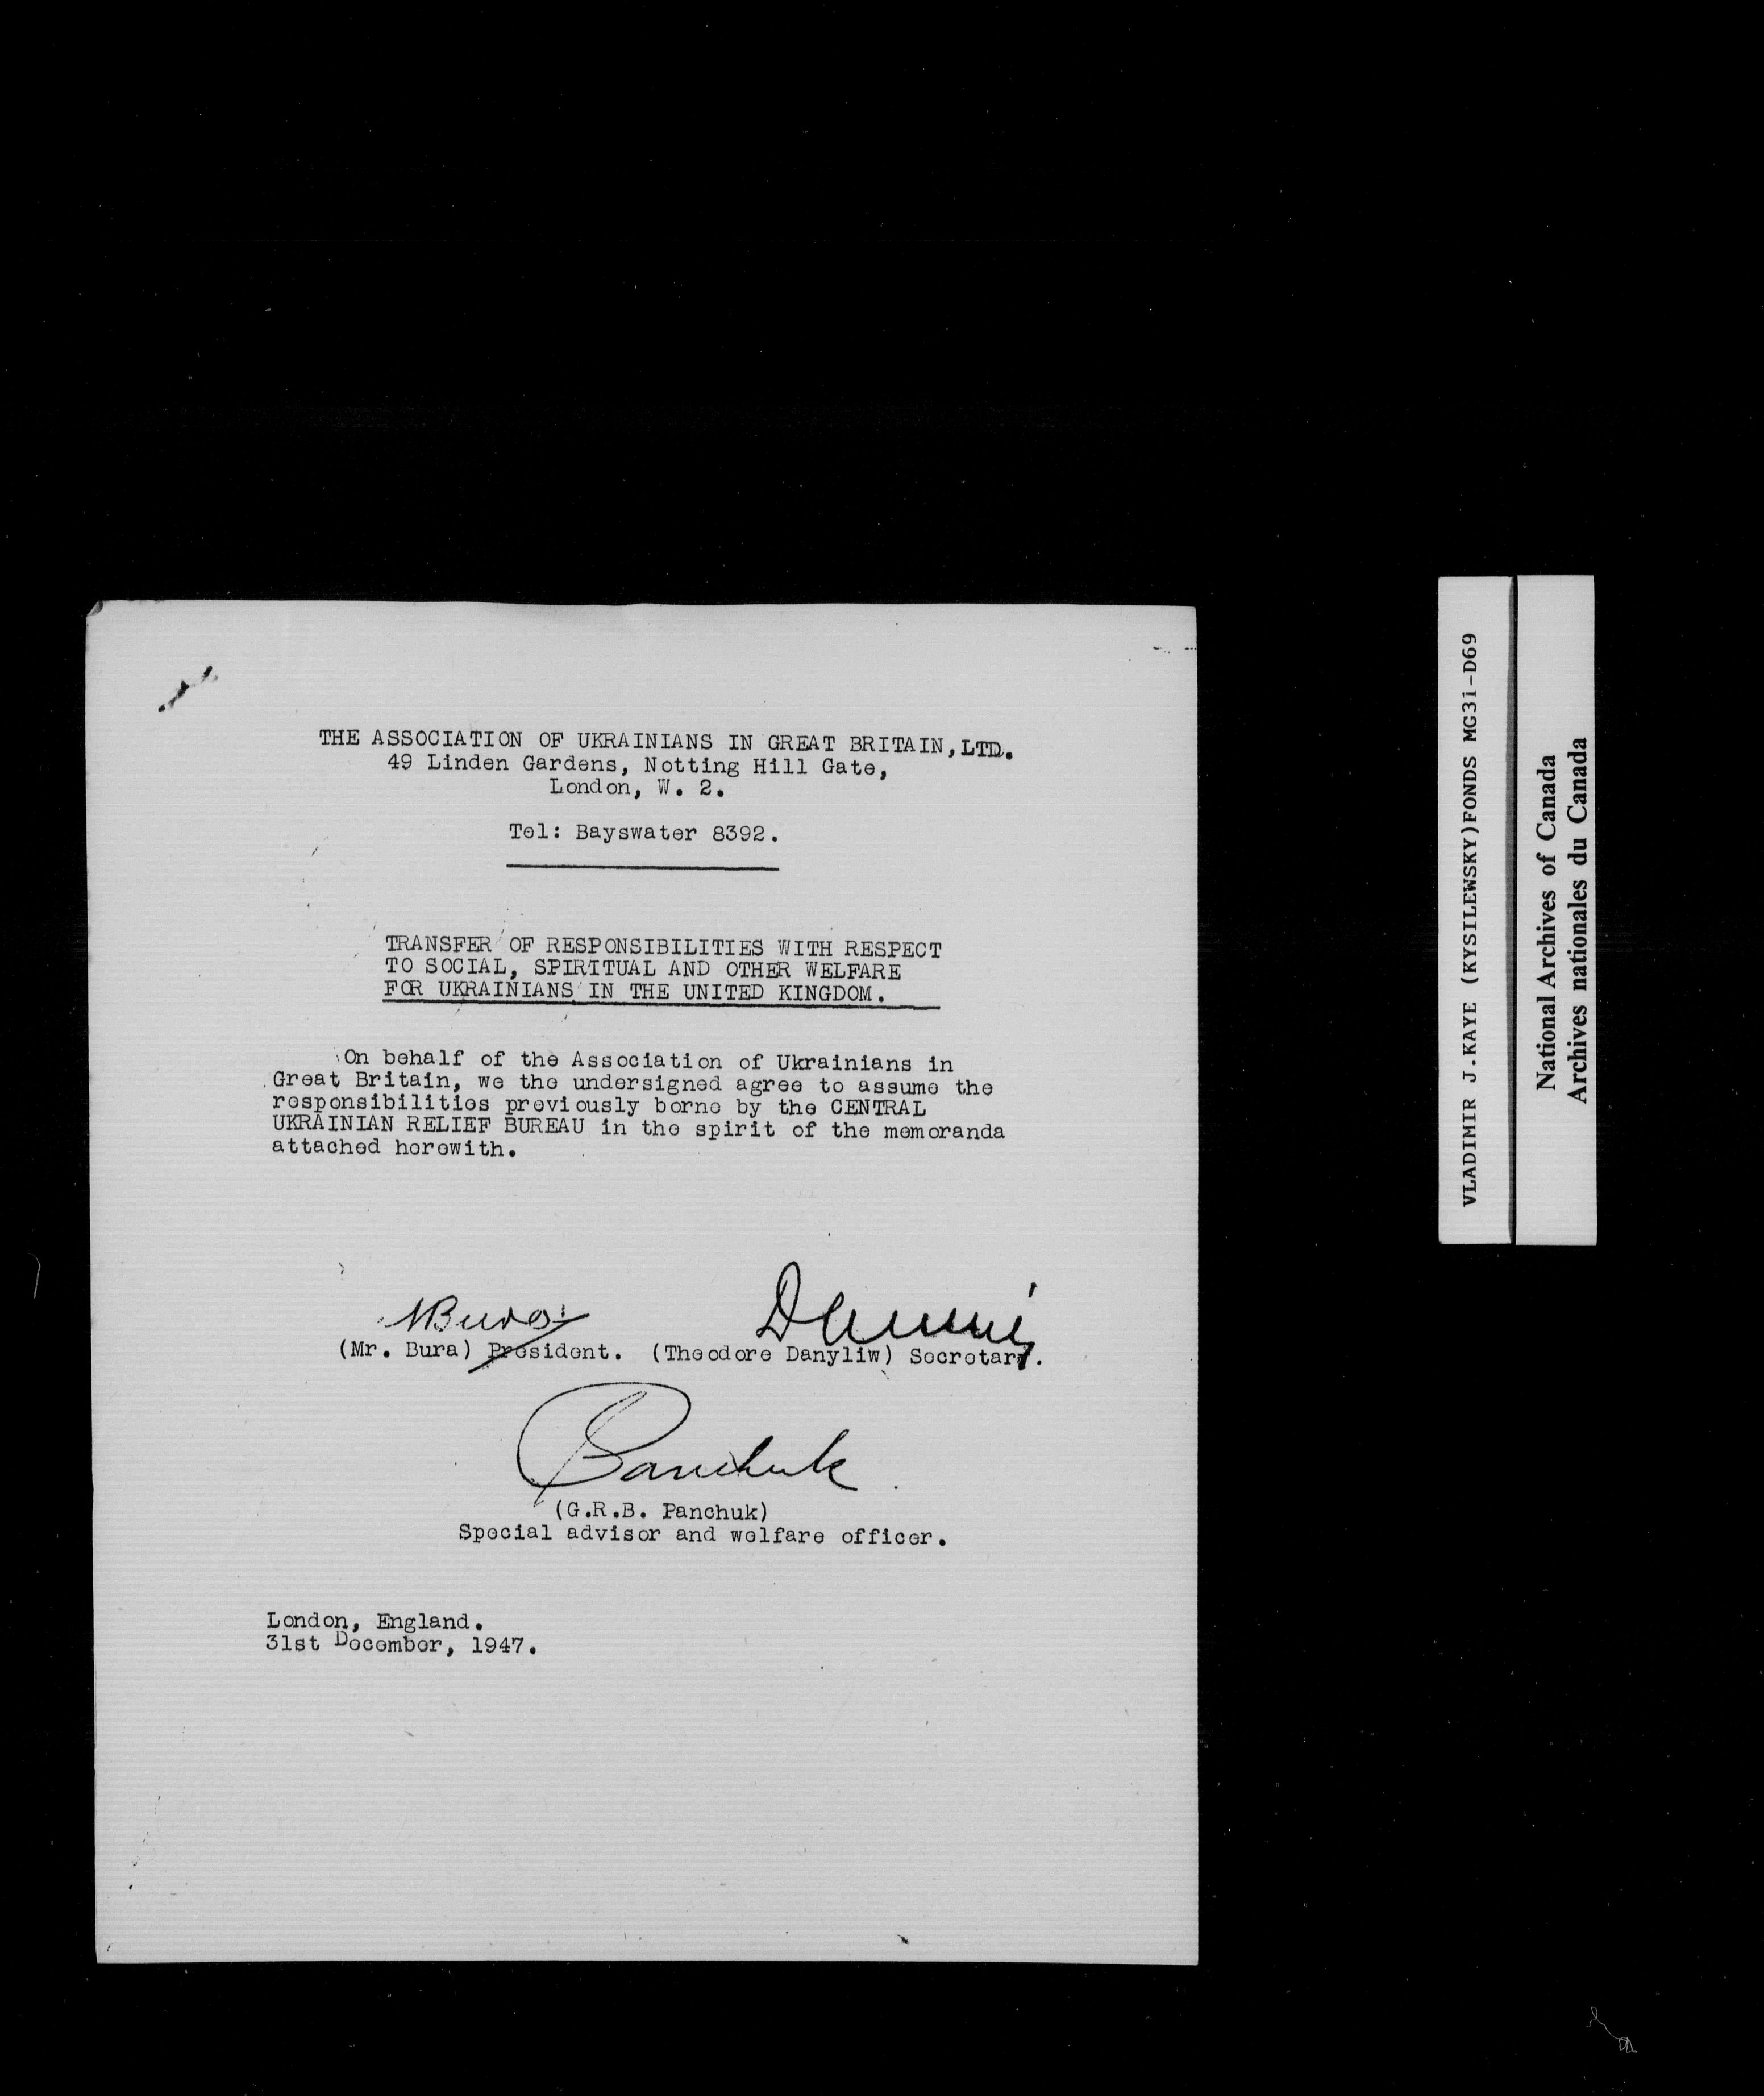 THE ASSOCIATION OF UKRAINIANS IN GREAT BRITAIN, LTD.
49 Linden Gardens, Notting Hill Gate,
London, W. 2.
Tel: Bayswater 8392.
TRANSFER OF RESPONSIBILITIES WITH RESPECT
TO SOCIAL, SPIRITUAL AND OTHER WELFARE
FOR UKRAINIANS IN THE UNITED KINGDOM.
On behalf of the Association of Ukrainians in
Great Britain, we the undersigned agree to assume the
responsibilities previously borne by the CENTRAL
UKRAINIAN RELIEF BUREAU in the spirit of the memoranda
attached herewith.
MBura
(Mr. Bura) President. (Theodore Danyliw) Secretary.
Panchuk
(G.R.B. Panchuk)
Special advisor and welfare officer.
London, England.
31st December, 1947.
VLADIMIR J.KAYE (KYSILEWSKY)FONDS MG31-D69
National Archives of Canada
Archives nationales du Canada